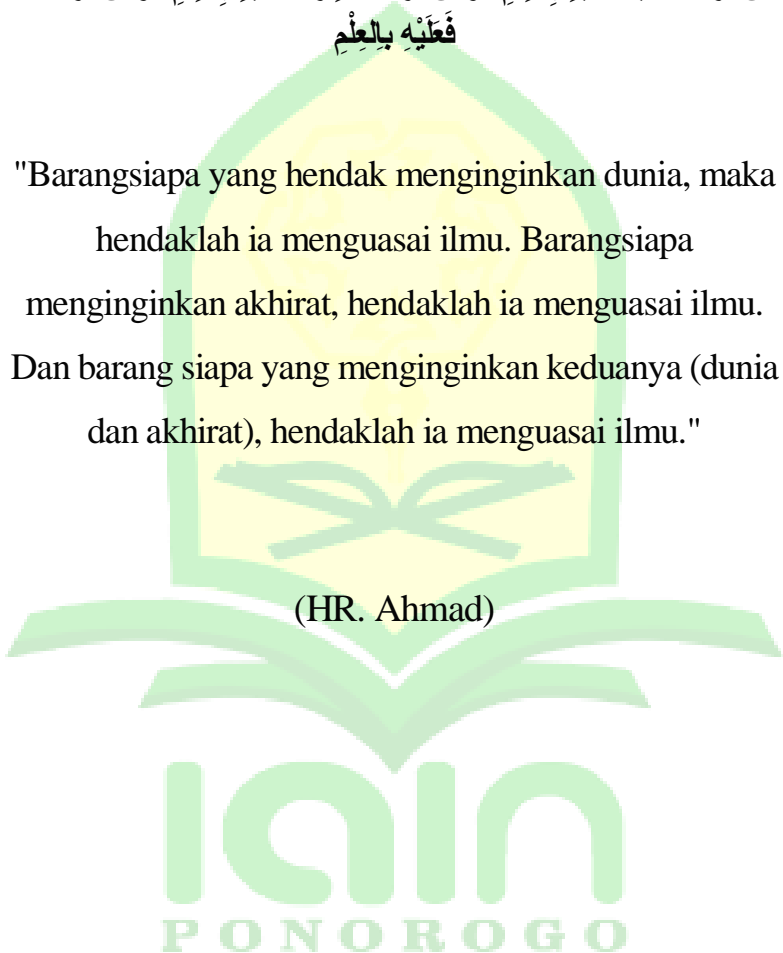 فَعَلَيْهِ بِالعِلْمِ
"Barangsiapa yang hendak menginginkan dunia, maka
hendaklah ia menguasai ilmu. Barangsiapa
menginginkan akhirat, hendaklah ia menguasai ilmu.
Dan barang siapa yang menginginkan keduanya (dunia
dan akhirat), hendaklah ia menguasai ilmu."
(HR. Ahmad)
iain
PONOROGO